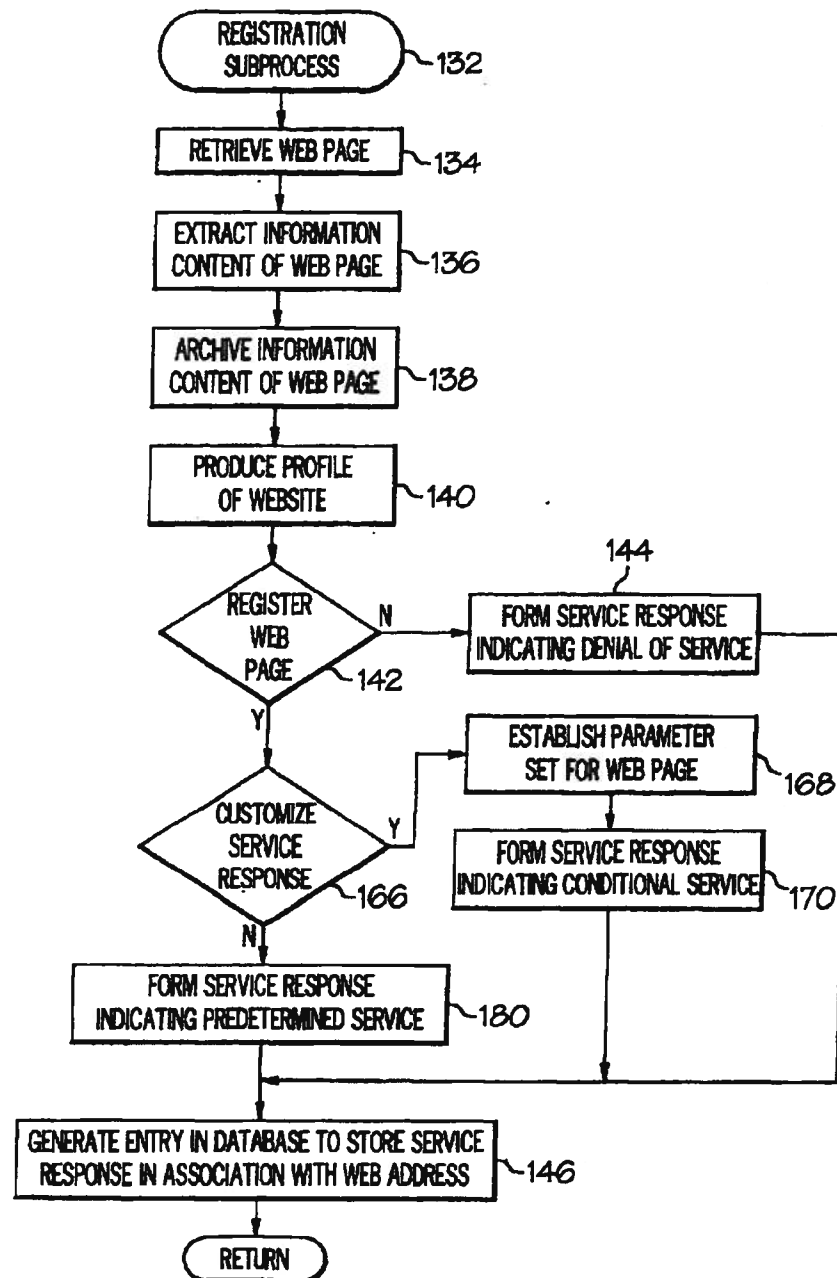 REGISTRATION
SUBPROCESS
132
RETRIEVE WEB PAGE
134
EXTRACT INFORMATION
CONTENT OF WEB PAGE
136
ARCHIVE INFORMATION
CONTENT OF WEB PAGE
138
PRODUCE PROFILE
OF WEBSITE
140
144
REGISTER
WEB
PAGE
142
N
FORM SERVICE RESPONSE
INDICATING DENIAL OF SERVICE
Y
ESTABLISH PARAMETER
SET FOR WEB PAGE
168
CUSTOMIZE
SERVICE
RESPONSE
166
Y
FORM SERVICE RESPONSE
INDICATING CONDITIONAL SERVICE
170
N
FORM SERVICE RESPONSE
INDICATING PREDETERMINED SERVICE
180
GENERATE ENTRY IN DATABASE TO STORE SERVICE
RESPONSE IN ASSOCIATION WITH WEB ADDRESS
146
RETURN